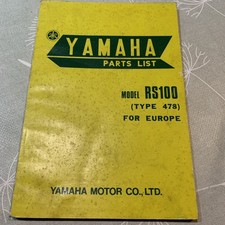 YAMAHA
PARTS LIST
MODEL RS100
(TYPE 478)
FOR EUROPE
YAMAHA MOTOR CO., LTD.